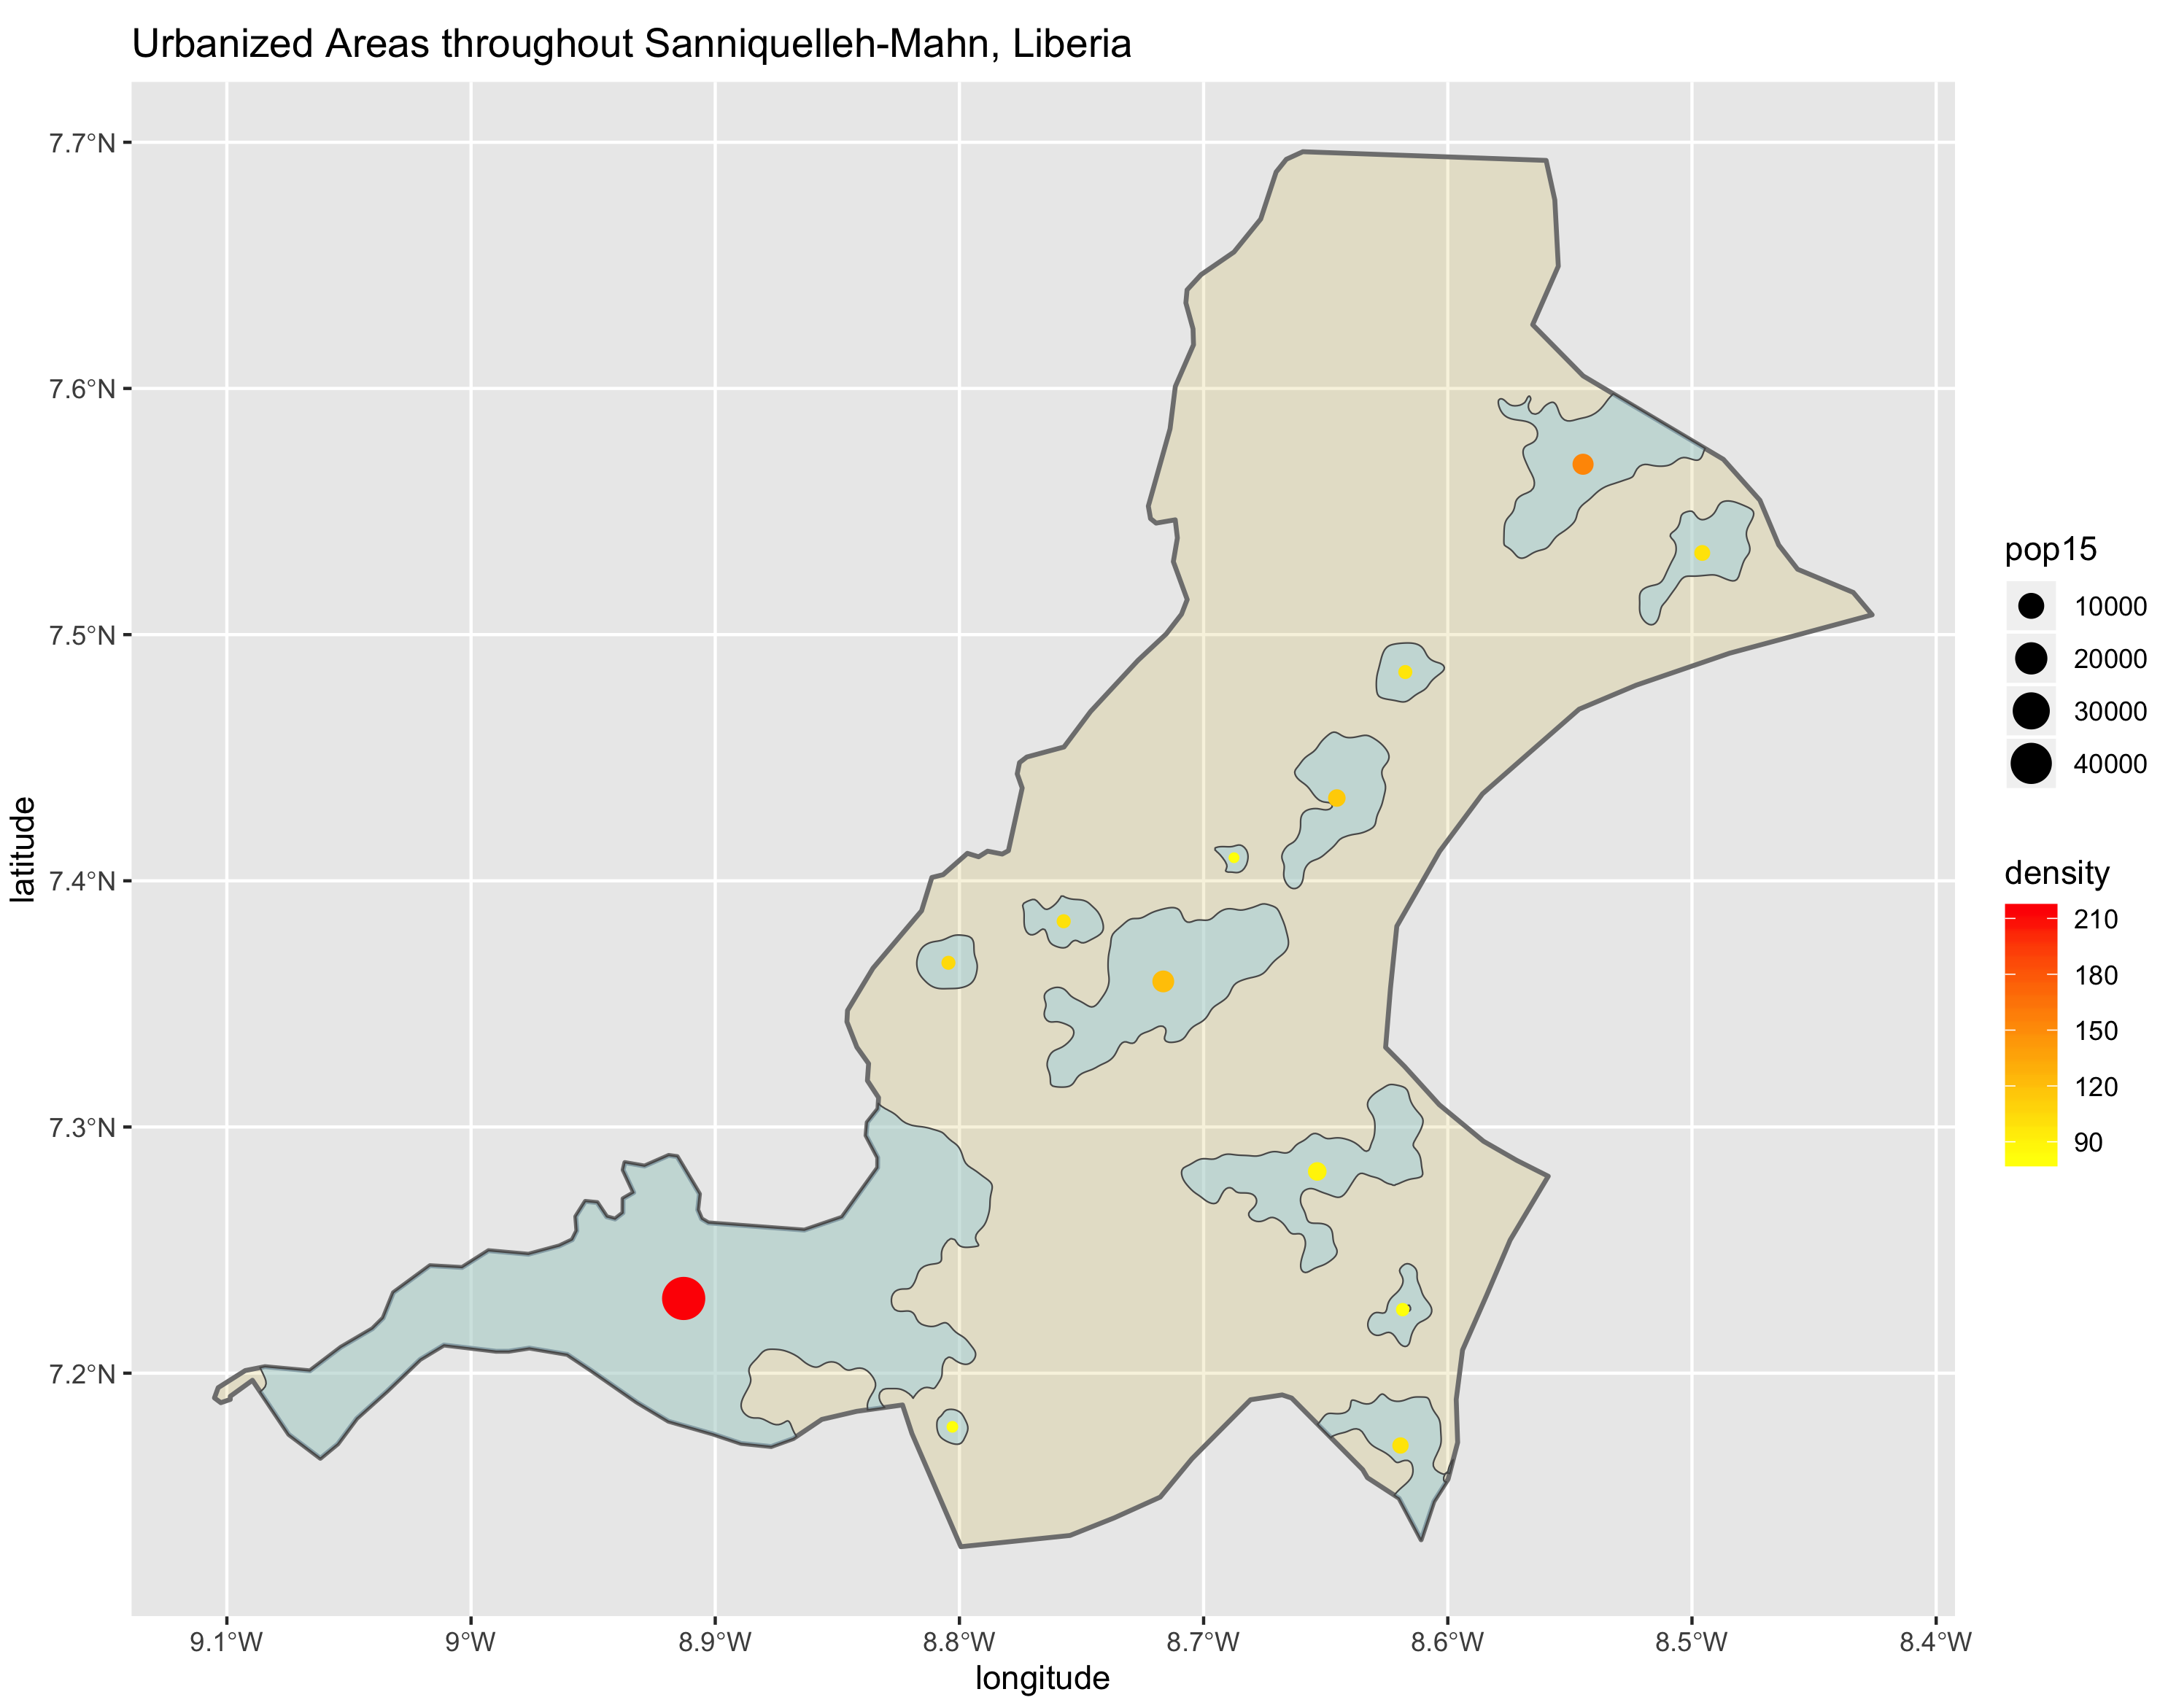 Urbanized Areas throughout Sanniquelleh-Mahn, Liberia
7.7°N
7.6°N
7.5°N
7.4°N
7.3°N
7.2°N
latitude
9.1°W 9°W 8.9°W 8.8°W 8.7°W 8.6°W 8.5°W 8.4°W
longitude
pop15
10000
20000
30000
40000
density
210
180
150
120
90